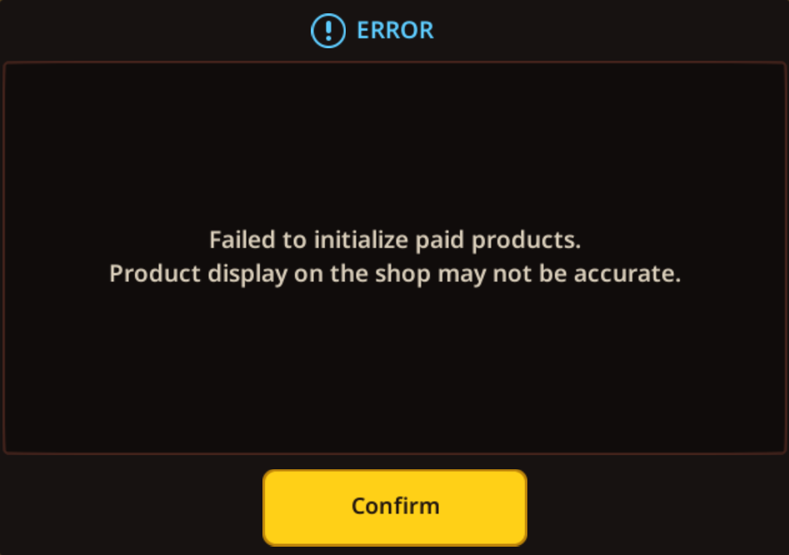 ERROR
Failed to initialize paid products.
Product display on the shop may not be accurate.
Confirm